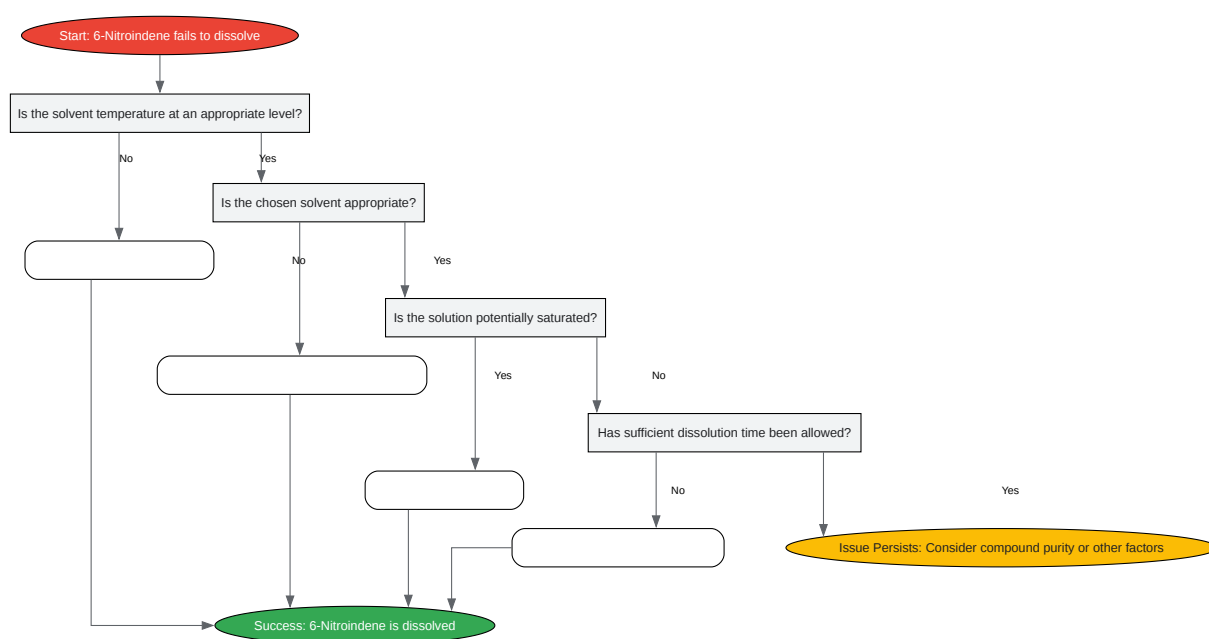 Start: 6-Nitroindene fails to dissolve
Is the solvent temperature at an appropriate level?
No
Yes
Is the chosen solvent appropriate?
No
Yes
Is the solution potentially saturated?
Yes
No
Has sufficient dissolution time been allowed?
No
Yes
Issue Persists: Consider compound purity or other factors
Success: 6-Nitroindene is dissolved